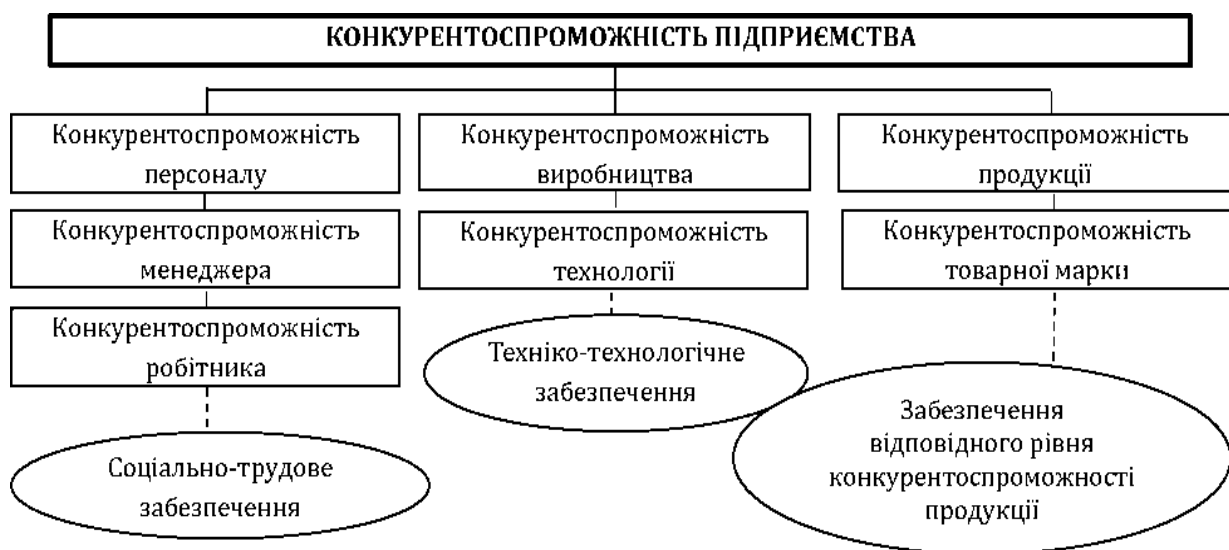 КОНКУРЕНТОСПРОМОЖНІСТЬ ПІДПРИЄМСТВА
Конкурентоспроможність
персоналу
Конкурентоспроможність
менеджера
Конкурентоспроможність
робітника
Соціально-трудове
забезпечення
Конкурентоспроможність
виробництва
Конкурентоспроможність
технології
Техніко-технологічне
забезпечення
Конкурентоспроможність
продукції
Конкурентоспроможність
товарної марки
Забезпечення
відповідного рівня
конкурентоспроможності
продукції